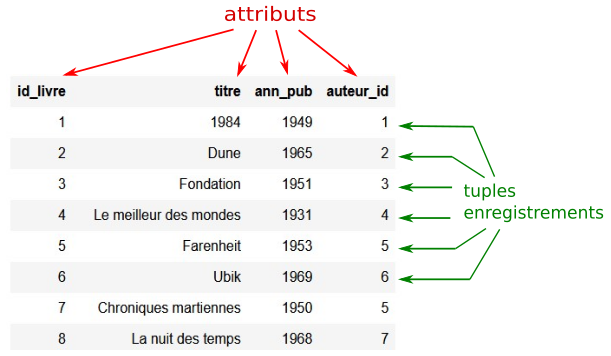 attributs
id_livre titre ann_pub auteur_id
1 1984 1949 1
2 Dune 1965 2
3 Fondation 1951 3
tuples
enregistrements
4 Le meilleur des mondes 1931 4
5 Farenheit 1953 5
6 Ubik 1969 6
7 Chroniques martiennes 1950 5
8 La nuit des temps 1968 7